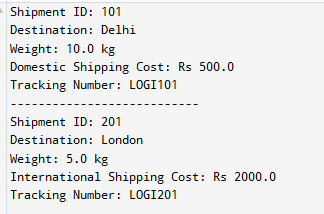 Shipment ID: 101
Destination: Delhi
Weight: 10.0 kg
Domestic Shipping Cost: Rs 500.0
Tracking Number: LOGI101
---------------------------
Shipment ID: 201
Destination: London
Weight: 5.0 kg
International Shipping Cost: Rs 2000.0
Tracking Number: LOGI201